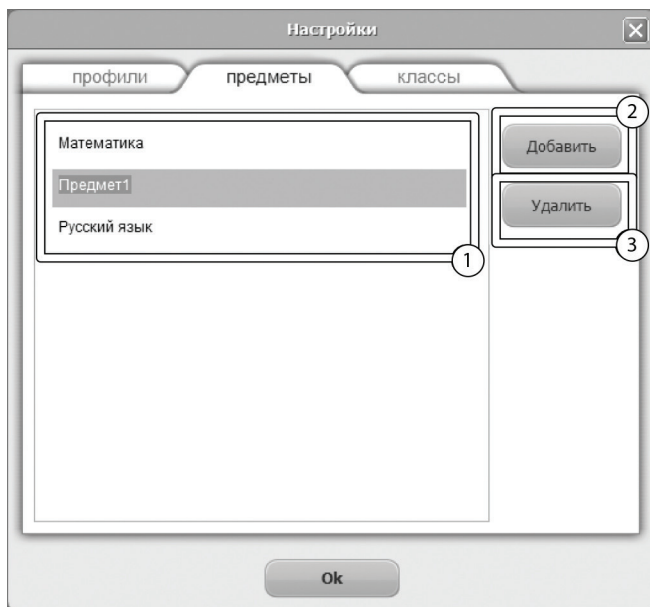 Настройки
профили предметы классы
Математика
Предмет1
Русский язык
1
Добавить
2
Удалить
3
Ok